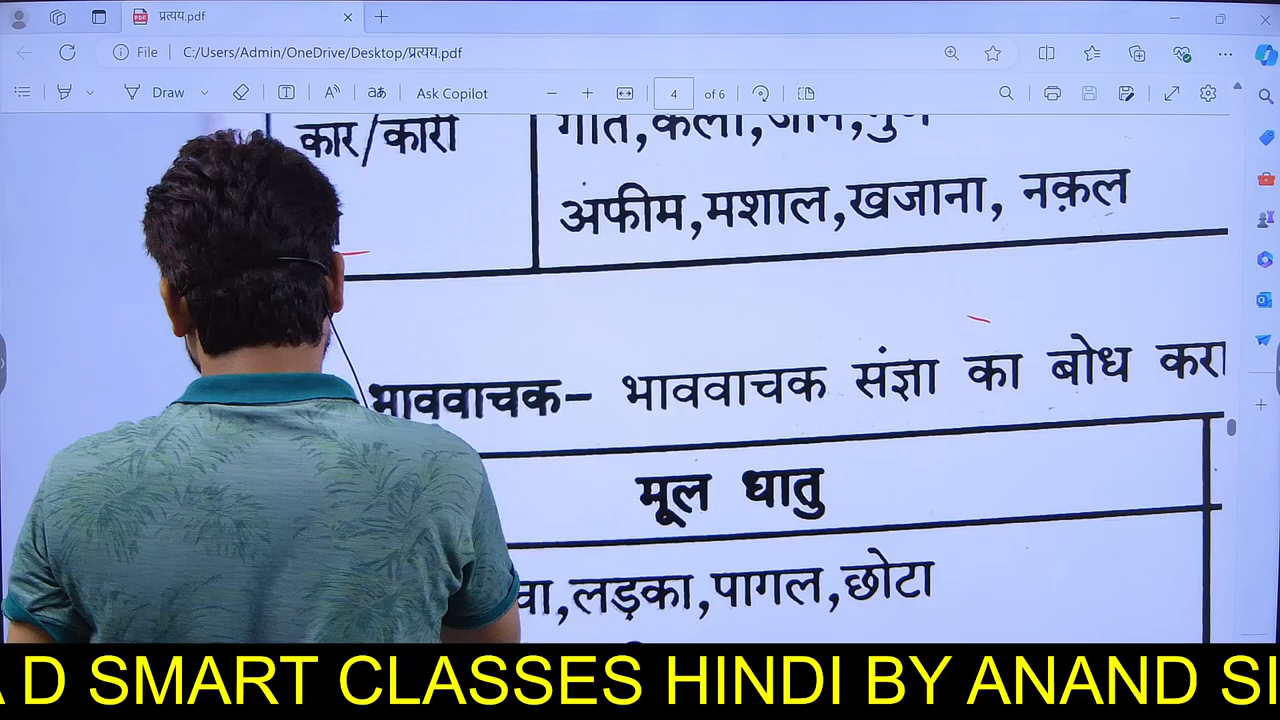 प्रत्यय.pdf
File C:/Users/Admin/OneDrive/Desktop/प्रत्यय.pdf
Draw Ask Copilot 4 of 6
कार/कारी
अफीम,मशाल,खजाना, नक़ल
भाववाचक– भाववाचक संज्ञा का बोध करा
मूल धातु
वा,लड़का,पागल,छोटा
A D SMART CLASSES HINDI BY ANAND SI